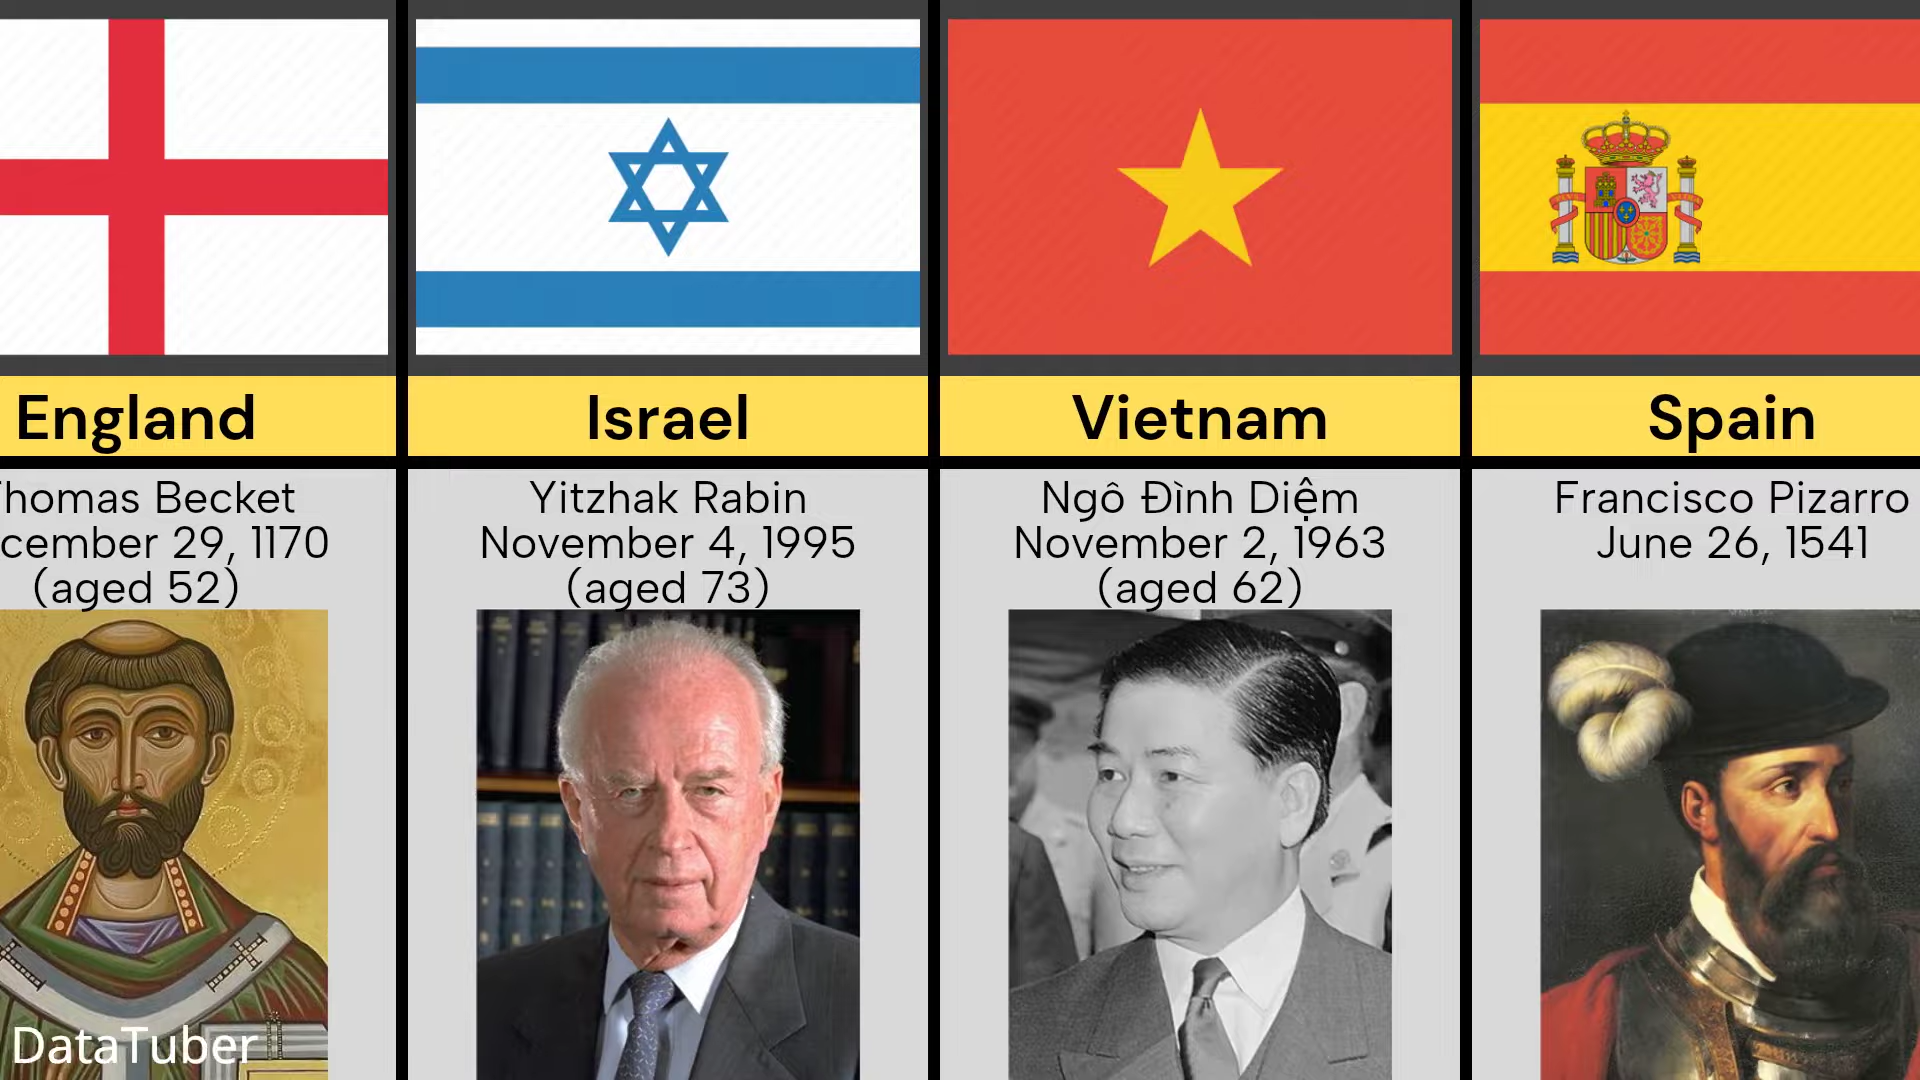 England
homas Becket
cember 29, 1170
(aged 52)
Israel
Yitzhak Rabin
November 4, 1995
(aged 73)
Vietnam
Ngô Đình Diệm
November 2, 1963
(aged 62)
Spain
Francisco Pizarro
June 26, 1541
DataTuber